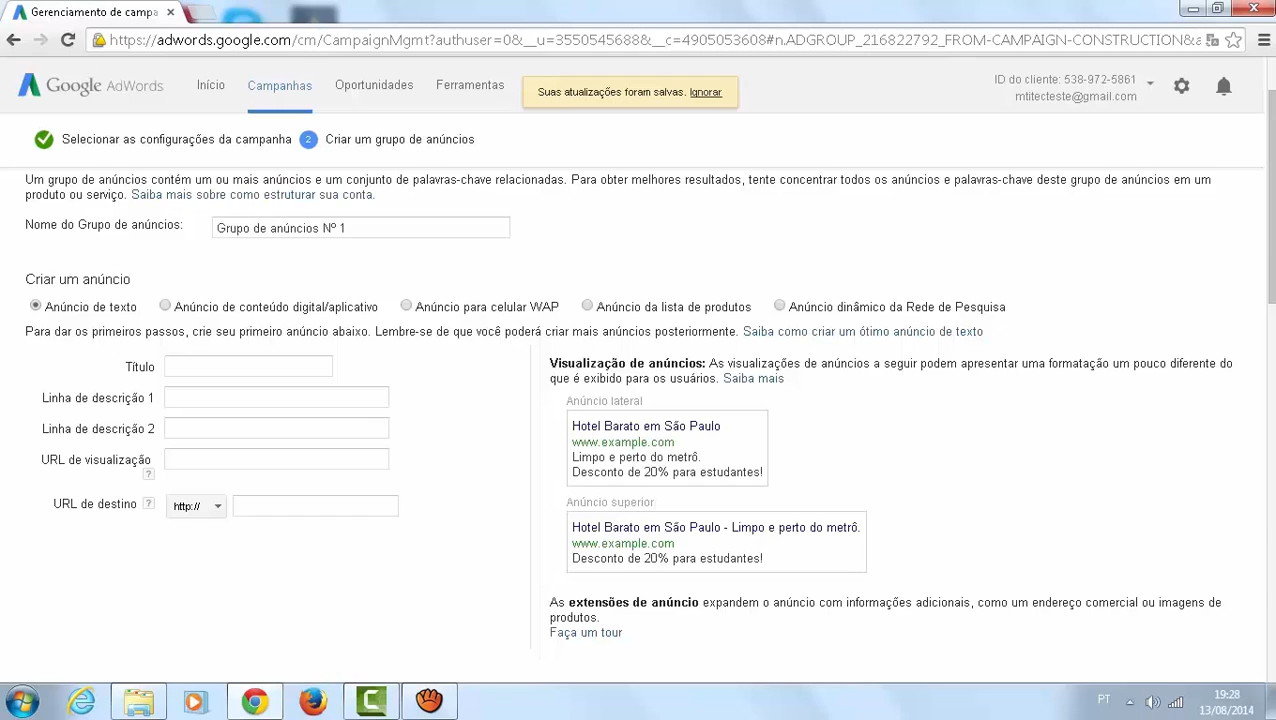 Gerenciamento de campa
https://adwords.google.com/cm/CampaignMgmt?authuser=0&__u=3550545688&__c=4905053608#n.ADGROUP_216822792_FROM-CAMPAIGN-CONSTRUCTION&a
Google AdWords
Início
Campanhas
Oportunidades
Ferramentas
Suas atualizações foram salvas. Ignorar
ID do cliente: 538-972-5861
mtitecteste@gmail.com
Selecionar as configurações da campanha
2 Criar um grupo de anúncios
Um grupo de anúncios contém um ou mais anúncios e um conjunto de palavras-chave relacionadas. Para obter melhores resultados, tente concentrar todos os anúncios e palavras-chave deste grupo de anúncios em um
produto ou serviço. Saiba mais sobre como estruturar sua conta.
Nome do Grupo de anúncios:
Grupo de anúncios Nº 1
Criar um anúncio
Anúncio de texto
Anúncio de conteúdo digital/aplicativo
Anúncio para celular WAP
Anúncio da lista de produtos
Anúncio dinâmico da Rede de Pesquisa
Para dar os primeiros passos, crie seu primeiro anúncio abaixo. Lembre-se de que você poderá criar mais anúncios posteriormente. Saiba como criar um ótimo anúncio de texto
Título
Linha de descrição 1
Linha de descrição 2
URL de visualização
?
URL de destino ?
http://
Visualização de anúncios: As visualizações de anúncios a seguir podem apresentar uma formatação um pouco diferente do
que é exibido para os usuários. Saiba mais
Anúncio lateral
Hotel Barato em São Paulo
www.example.com
Limpo e perto do metrô.
Desconto de 20% para estudantes!
Anúncio superior
Hotel Barato em São Paulo - Limpo e perto do metrô.
www.example.com
Desconto de 20% para estudantes!
As extensões de anúncio expandem o anúncio com informações adicionais, como um endereço comercial ou imagens de
produtos.
Faça um tour
PT
19:28
13/08/2014